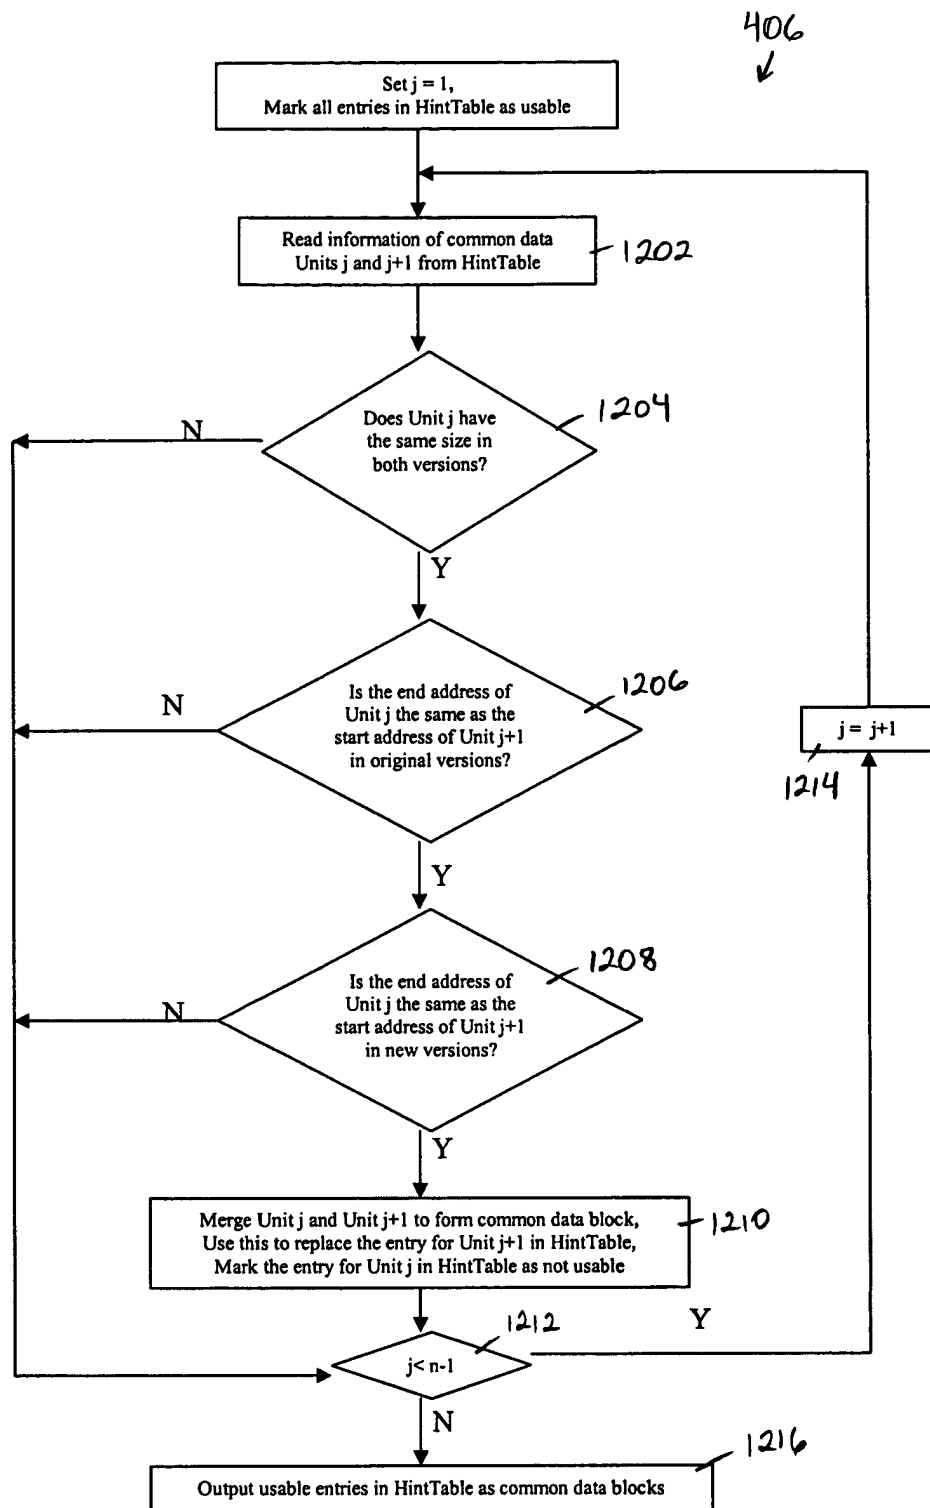 406
Set j = 1,
Mark all entries in HintTable as usable
Read information of common data
Units j and j+1 from HintTable
1202
Does Unit j have
the same size in
both versions?
1204
N
Y
Is the end address of
Unit j the same as the
start address of Unit j+1
in original versions?
1206
N
j = j+1
1214
Y
Is the end address of
Unit j the same as the
start address of Unit j+1
in new versions?
1208
N
Y
Merge Unit j and Unit j+1 to form common data block,
Use this to replace the entry for Unit j+1 in HintTable,
Mark the entry for Unit j in HintTable as not usable
1210
j< n-1
1212
Y
N
Output usable entries in HintTable as common data blocks
1216